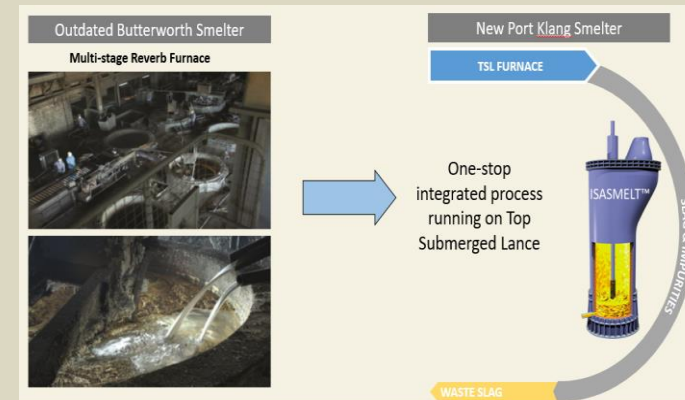 Outdated Butterworth Smelter
Multi-stage Reverb Furnace
New Port Klang Smelter
TSL FURNACE
One-stop
integrated process
running on Top
Submerged Lance
ISASMELT™
& IMPURITIES
WASTE SLAG